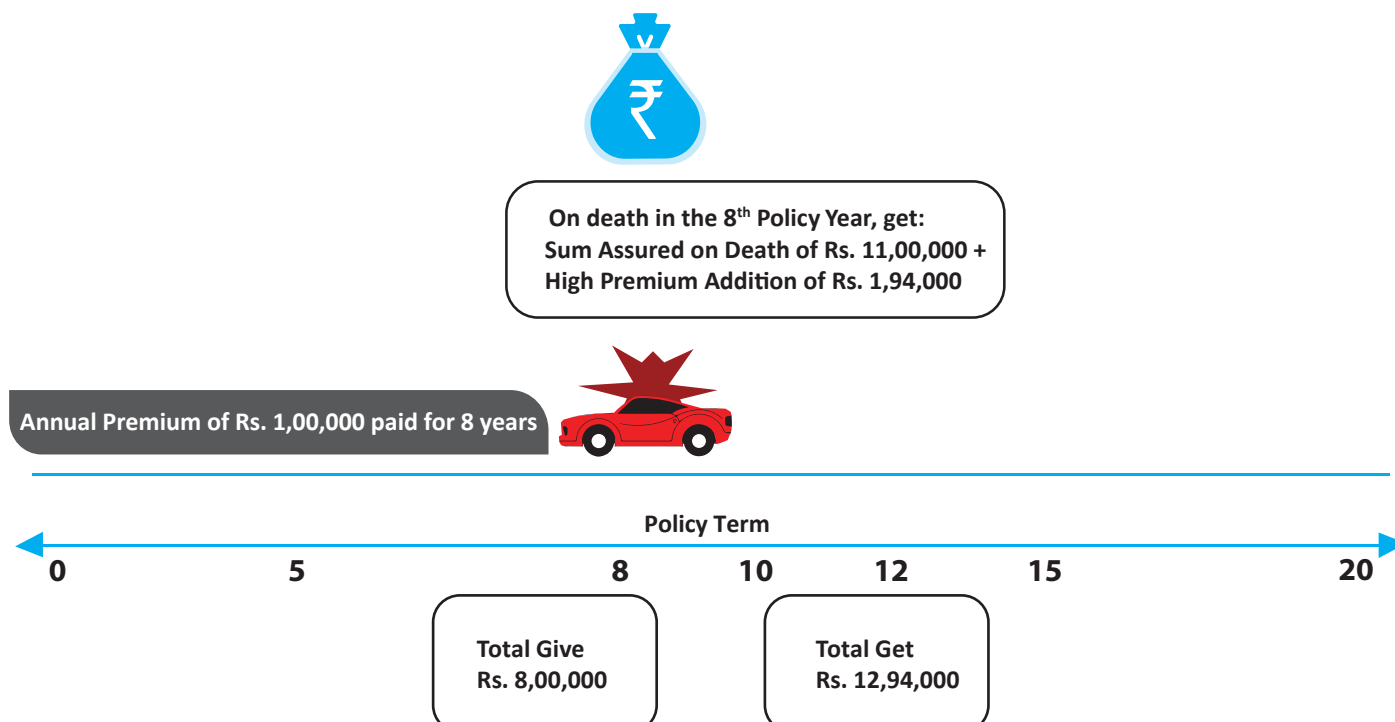 ₹
On death in the 8th Policy Year, get:
Sum Assured on Death of Rs. 11,00,000 +
High Premium Addition of Rs. 1,94,000
Annual Premium of Rs. 1,00,000 paid for 8 years
Policy Term
0 5 8 10 12 15 20
Total Give
Rs. 8,00,000
Total Get
Rs. 12,94,000